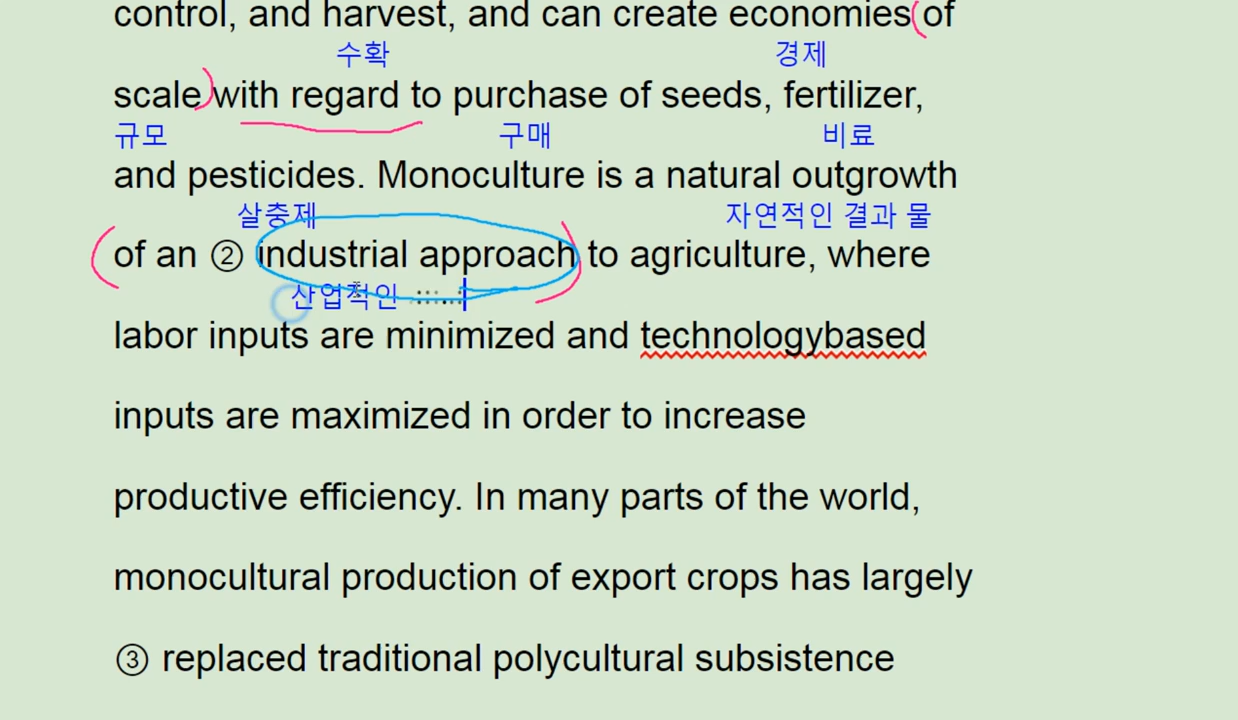 control, and harvest, and can create economies of
수확 경제
scale with regard to purchase of seeds, fertilizer,
규모 구매 비료
and pesticides. Monoculture is a natural outgrowth
살충제 자연적인 결과 물
of an ② industrial approach to agriculture, where
산업적인
labor inputs are minimized and technologybased
inputs are maximized in order to increase
productive efficiency. In many parts of the world,
monocultural production of export crops has largely
③ replaced traditional polycultural subsistence